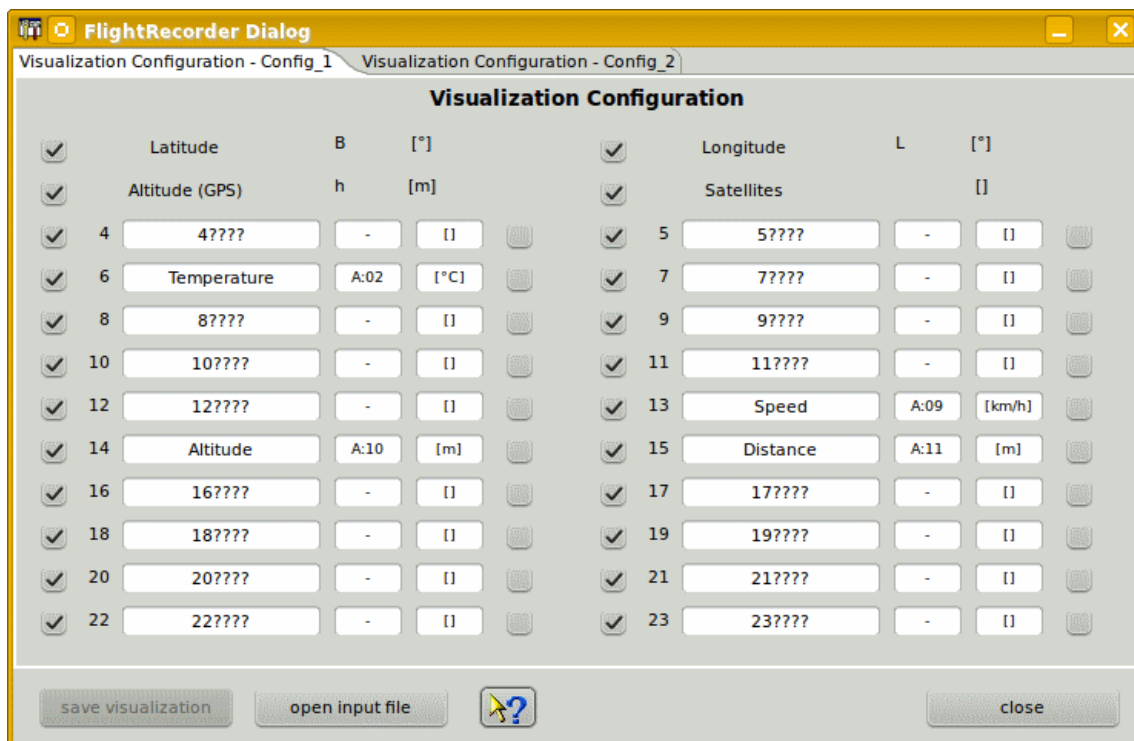 FlightRecorder Dialog
Visualization Configuration - Config_1 Visualization Configuration - Config_2
Visualization Configuration
Latitude B [°] Longitude L [°]
Altitude (GPS) h [m] Satellites []
4 4???? - [] 5 5???? - []
6 Temperature A:02 [°C] 7 7???? - []
8 8???? - [] 9 9???? - []
10 10???? - [] 11 11???? - []
12 12???? - [] 13 Speed A:09 [km/h]
14 Altitude A:10 [m] 15 Distance A:11 [m]
16 16???? - [] 17 17???? - []
18 18???? - [] 19 19???? - []
20 20???? - [] 21 21???? - []
22 22???? - [] 23 23???? - []
save visualization open input file ? close